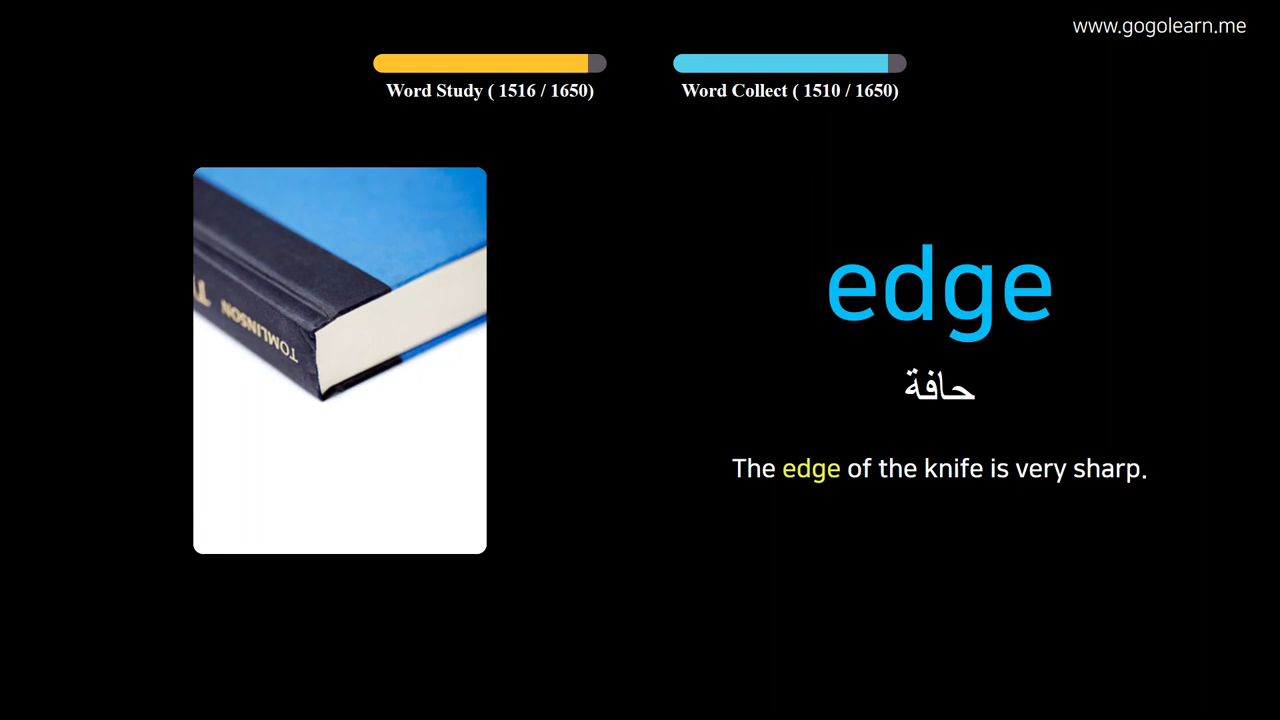 www.gogolearn.me
Word Study ( 1516 / 1650)
Word Collect ( 1510 / 1650)
TOMLINSON
edge
حافة
The edge of the knife is very sharp.